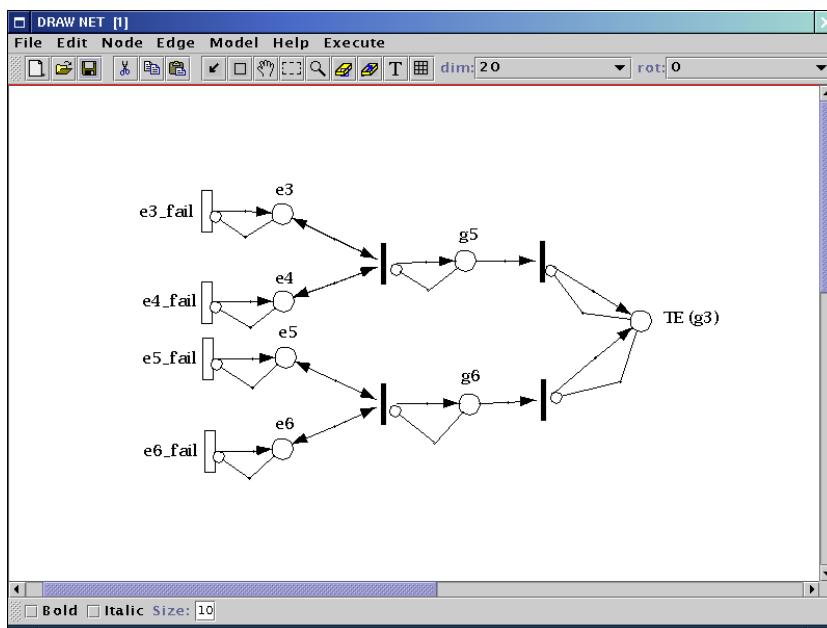 DRAW NET [1]
File Edit Node Edge Model Help Execute
T dim: 20 rot: 0
e3
e3_fail
g5
e4
e4_fail
TE (g3)
e5
e5_fail
g6
e6
e6_fail
Bold Italic Size: 10